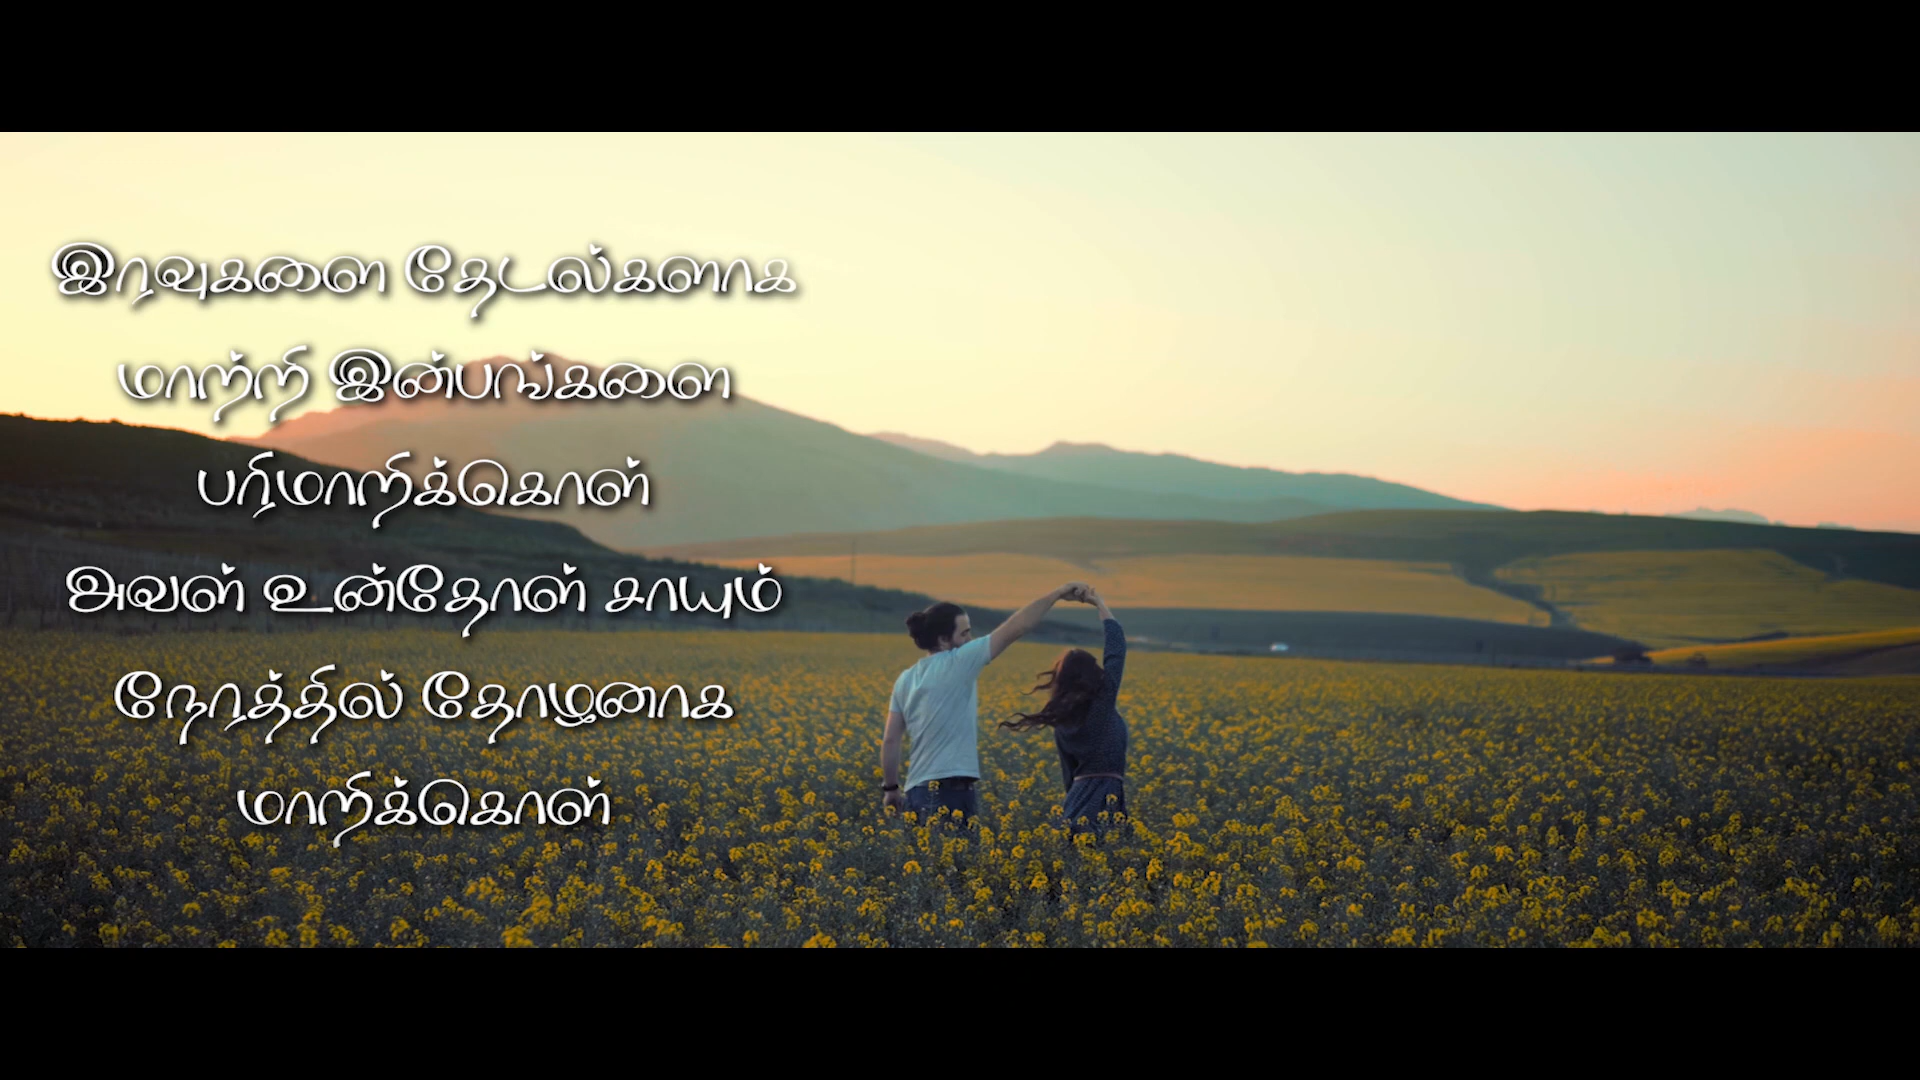 இரவுகளை தேடல்களாக
மாற்றி இன்பங்களை
பரிமாறிக்கொள்
அவள் உன்தோள் சாயும்
நேரத்தில் தோழனாக
மாறிக்கொள்